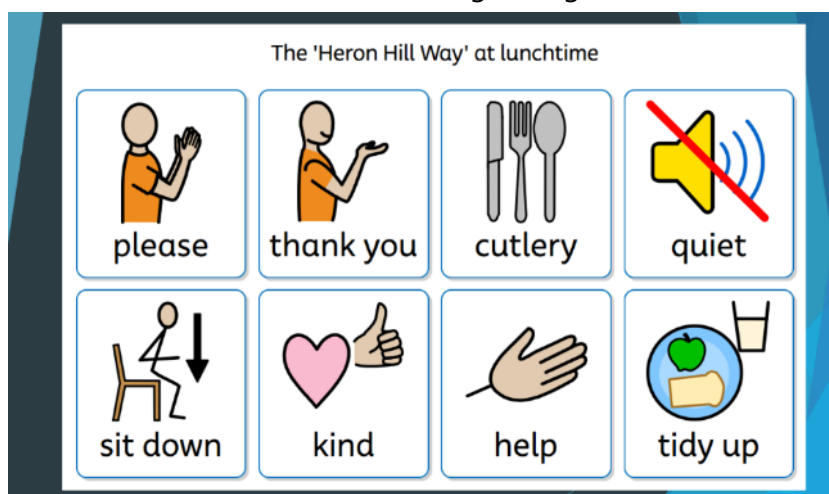 The 'Heron Hill Way' at lunchtime
please
thank you
cutlery
quiet
sit down
kind
help
tidy up